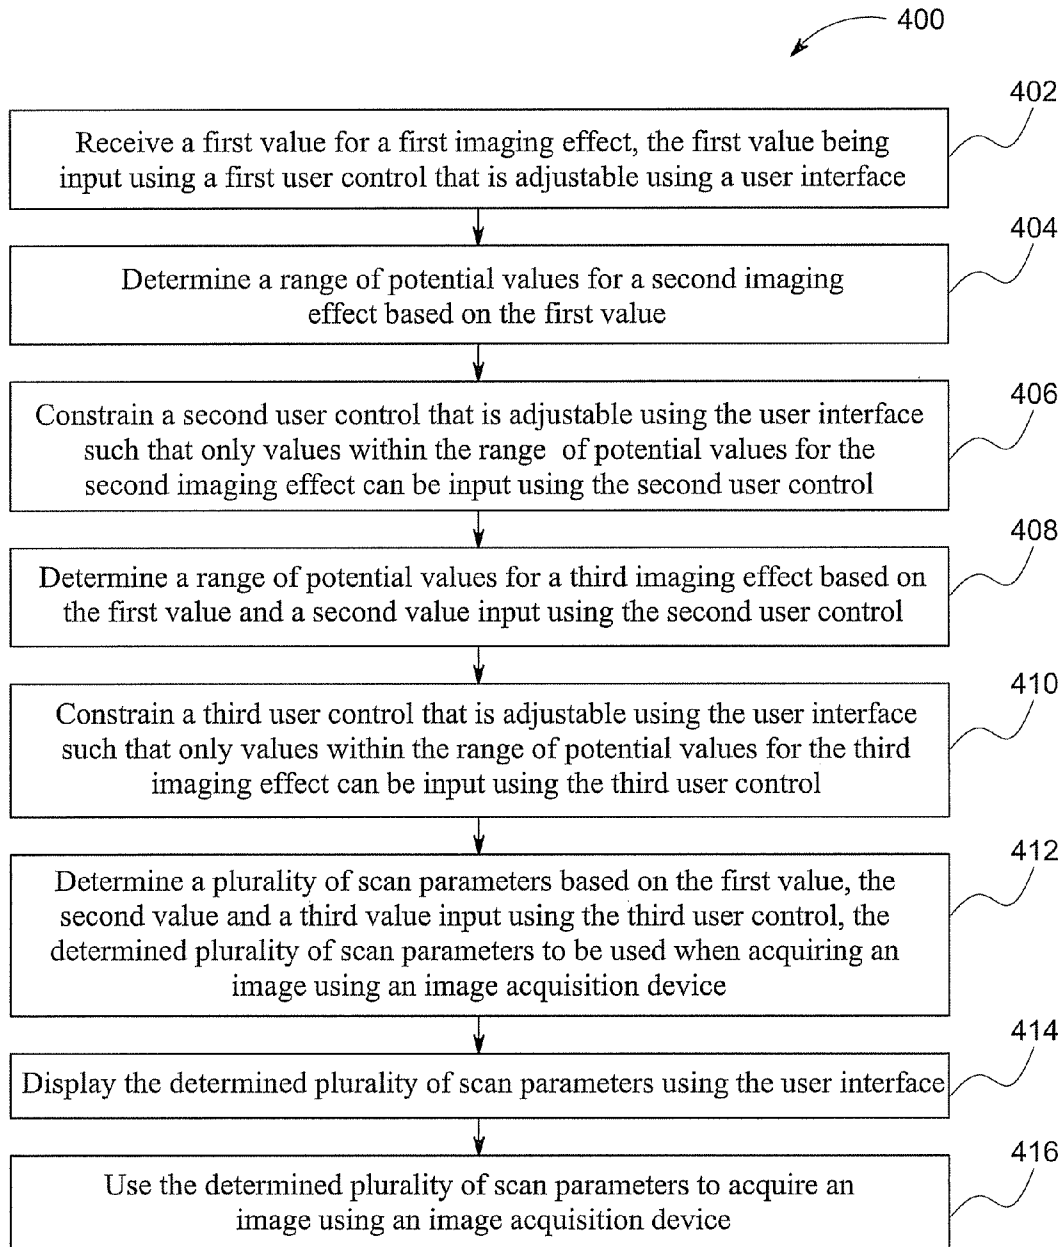 400
402
Receive a first value for a first imaging effect, the first value being
input using a first user control that is adjustable using a user interface
404
Determine a range of potential values for a second imaging
effect based on the first value
406
Constrain a second user control that is adjustable using the user interface
such that only values within the range of potential values for the
second imaging effect can be input using the second user control
408
Determine a range of potential values for a third imaging effect based on
the first value and a second value input using the second user control
410
Constrain a third user control that is adjustable using the user interface
such that only values within the range of potential values for the third
imaging effect can be input using the third user control
412
Determine a plurality of scan parameters based on the first value, the
second value and a third value input using the third user control, the
determined plurality of scan parameters to be used when acquiring an
image using an image acquisition device
414
Display the determined plurality of scan parameters using the user interface
416
Use the determined plurality of scan parameters to acquire an
image using an image acquisition device